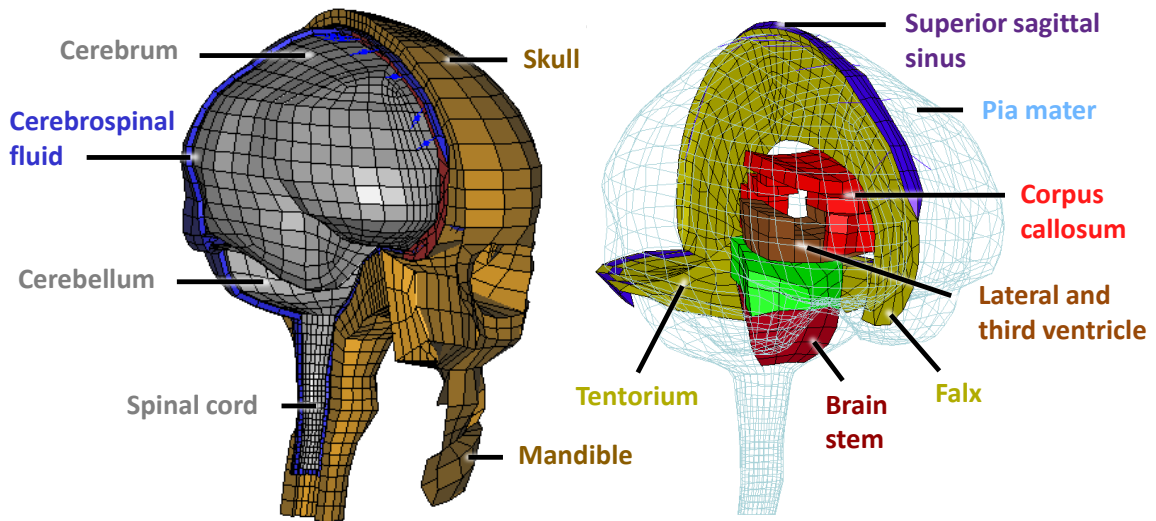 Cerebrum
Skull
Cerebrospinal
fluid
Cerebellum
Spinal cord
Mandible
Superior sagittal
sinus
Pia mater
Corpus
callosum
Lateral and
third ventricle
Tentorium
Brain
stem
Falx